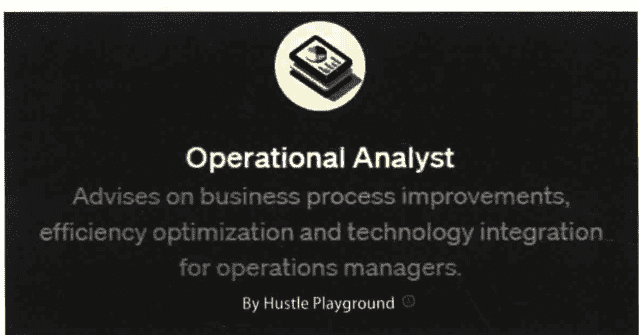 Operational Analyst
Advises on business process improvements,
efficiency optimization and technology integration
for operations managers.
By Hustle Playground